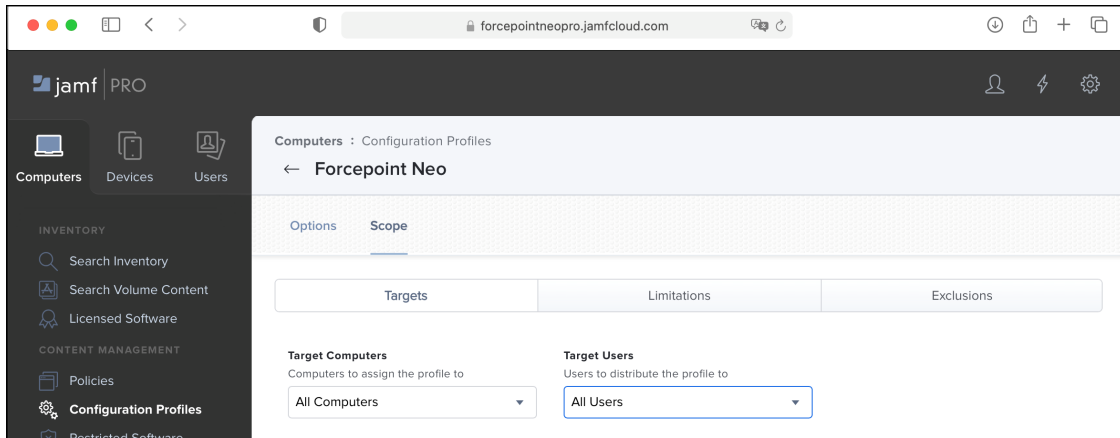 forcepointneopro.jamfcloud.com
jamf PRO
Computers
Devices
Users
INVENTORY
Search Inventory
Search Volume Content
Licensed Software
CONTENT MANAGEMENT
Policies
Configuration Profiles
Restricted Software
Computers : Configuration Profiles
← Forcepoint Neo
Options Scope
Targets Limitations Exclusions
Target Computers
Computers to assign the profile to
All Computers
Target Users
Users to distribute the profile to
All Users